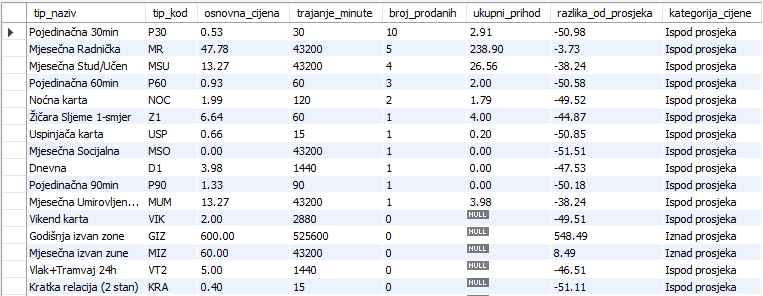 tip_naziv tip_kod osnovna_cijena trajanje_minute broj_prodanih ukupni_prihod razlika_od_prosjeka kategorija_cijene
Pojedinačna 30min P30 0.53 30 10 2.91 -50.98 Ispod prosjeka
Mjesečna Radnička MR 47.78 43200 5 238.90 -3.73 Ispod prosjeka
Mjesečna Stud/Učen MSU 13.27 43200 4 26.56 -38.24 Ispod prosjeka
Pojedinačna 60min P60 0.93 60 3 2.00 -50.58 Ispod prosjeka
Noćna karta NOC 1.99 120 2 1.79 -49.52 Ispod prosjeka
Žičara Sljeme 1-smjer Z1 6.64 60 1 4.00 -44.87 Ispod prosjeka
Uspinjača karta USP 0.66 15 1 0.20 -50.85 Ispod prosjeka
Mjesečna Socijalna MSO 0.00 43200 1 0.00 -51.51 Ispod prosjeka
Dnevna D1 3.98 1440 1 0.00 -47.53 Ispod prosjeka
Pojedinačna 90min P90 1.33 90 1 0.00 -50.18 Ispod prosjeka
Mjesečna Umirovljen... MUM 13.27 43200 1 3.98 -38.24 Ispod prosjeka
Vikend karta VIK 2.00 2880 0 NULL -49.51 Ispod prosjeka
Godišnja izvan zone GIZ 600.00 525600 0 NULL 548.49 Iznad prosjeka
Mjesečna izvan zune MIZ 60.00 43200 0 NULL 8.49 Iznad prosjeka
Vlak+Tramvaj 24h VT2 5.00 1440 0 NULL -46.51 Ispod prosjeka
Kratka relacija (2 stan) KRA 0.40 15 0 NULL -51.11 Ispod prosjeka